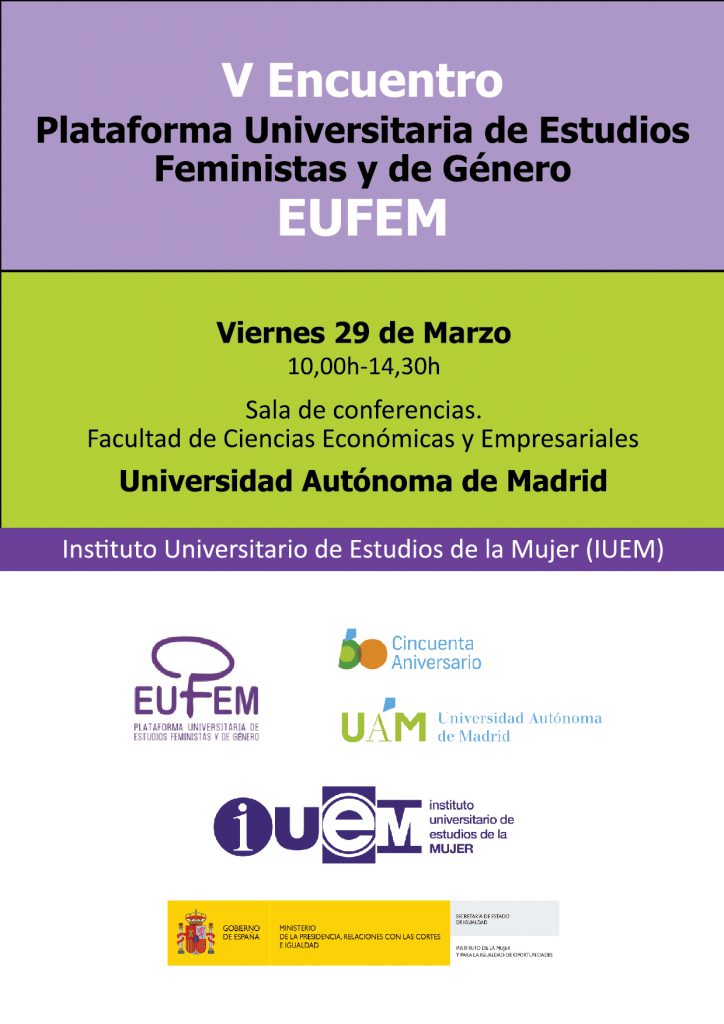 V Encuentro
Plataforma Universitaria de Estudios
Feministas y de Género
EUFEM
Viernes 29 de Marzo
10,00h-14,30h
Sala de conferencias.
Facultad de Ciencias Económicas y Empresariales
Universidad Autónoma de Madrid
Instituto Universitario de Estudios de la Mujer (IUEM)
EUFEM
PLATAFORMA UNIVERSITARIA DE
ESTUDIOS FEMINISTAS Y DE GÉNERO
50 Cincuenta
Aniversario
UAM Universidad Autónoma
de Madrid
iuem instituto
universitario de
estudios de la
MUJER
GOBIERNO
DE ESPAÑA
MINISTERIO
DE LA PRESIDENCIA, RELACIONES CON LAS CORTES
E IGUALDAD
SECRETARÍA DE ESTADO
DE IGUALDAD
INSTITUTO DE LA MUJER
Y PARA LA IGUALDAD DE OPORTUNIDADES